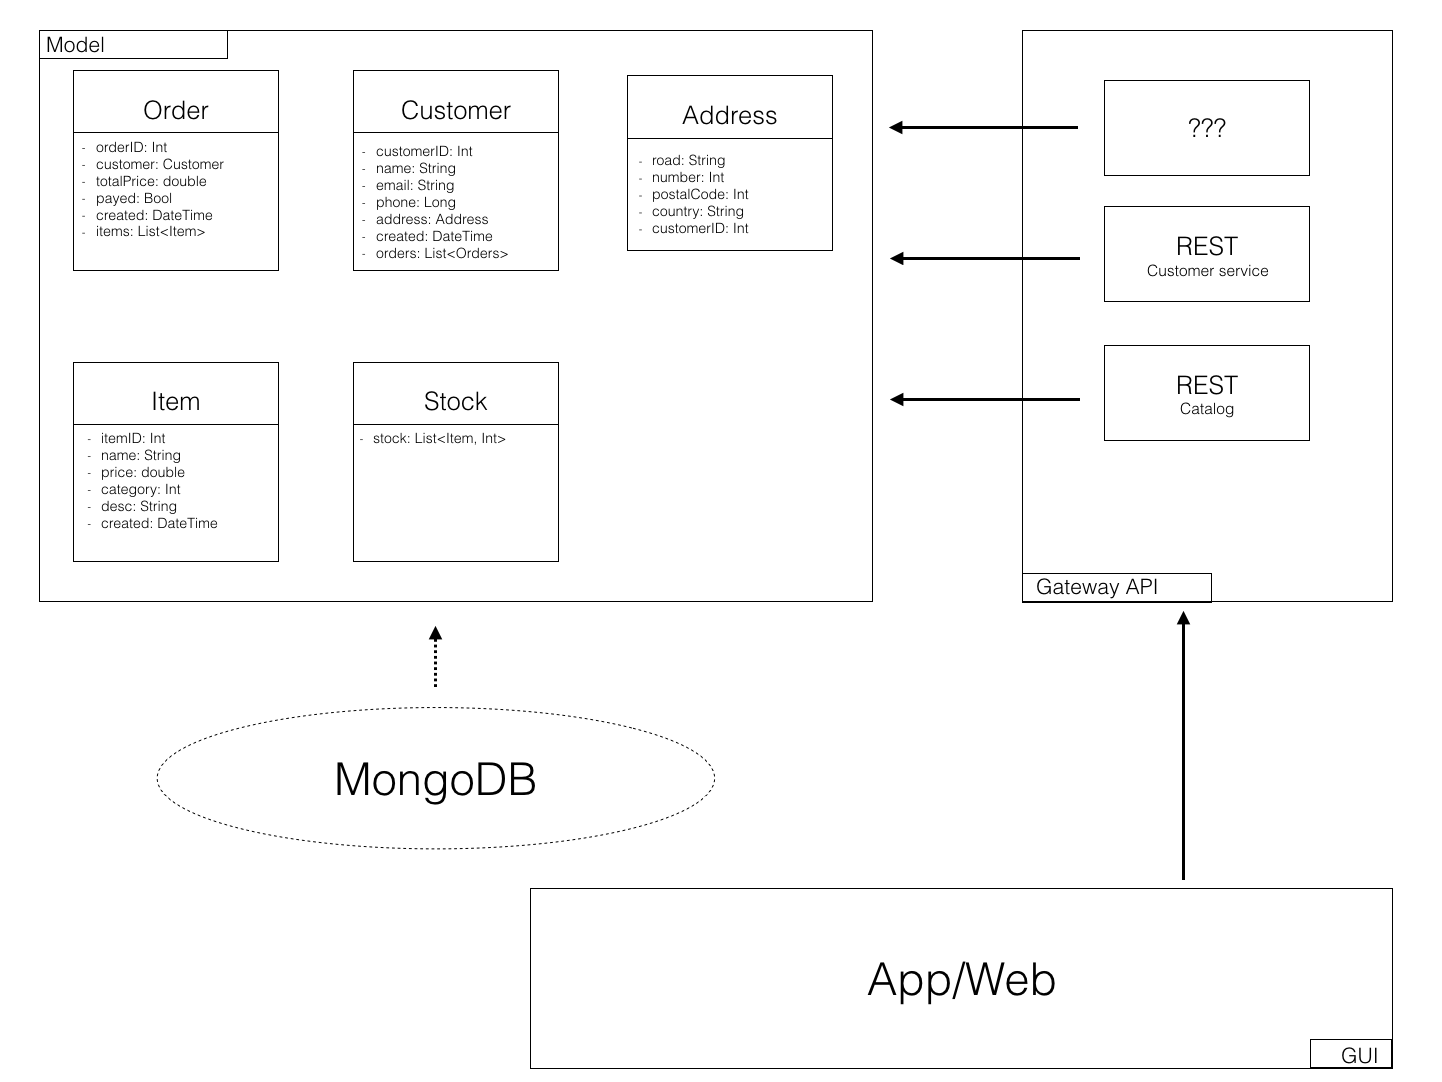 Model
Order
- orderID: Int
- customer: Customer
- totalPrice: double
- payed: Bool
- created: DateTime
- items: List<Item>
Customer
- customerID: Int
- name: String
- email: String
- phone: Long
- address: Address
- created: DateTime
- orders: List<Orders>
Address
- road: String
- number: Int
- postalCode: Int
- country: String
- customerID: Int
Item
- itemID: Int
- name: String
- price: double
- category: Int
- desc: String
- created: DateTime
Stock
- stock: List<Item, Int>
???
REST
Customer service
REST
Catalog
Gateway API
MongoDB
App/Web
GUI